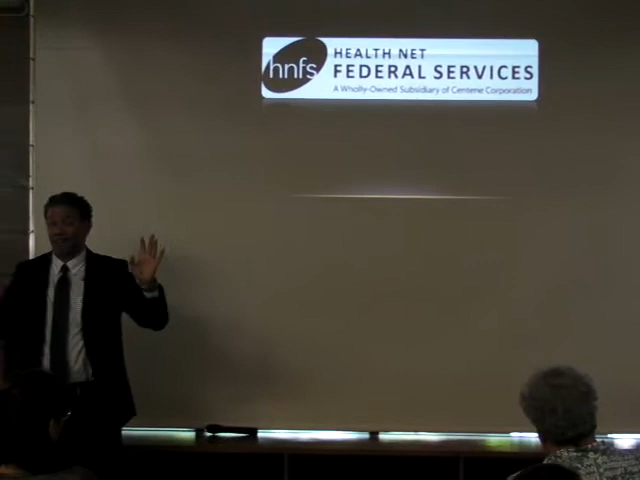 hnfs
HEALTH NET
FEDERAL SERVICES
A Wholly-Owned Subsidiary of Centene Corporation